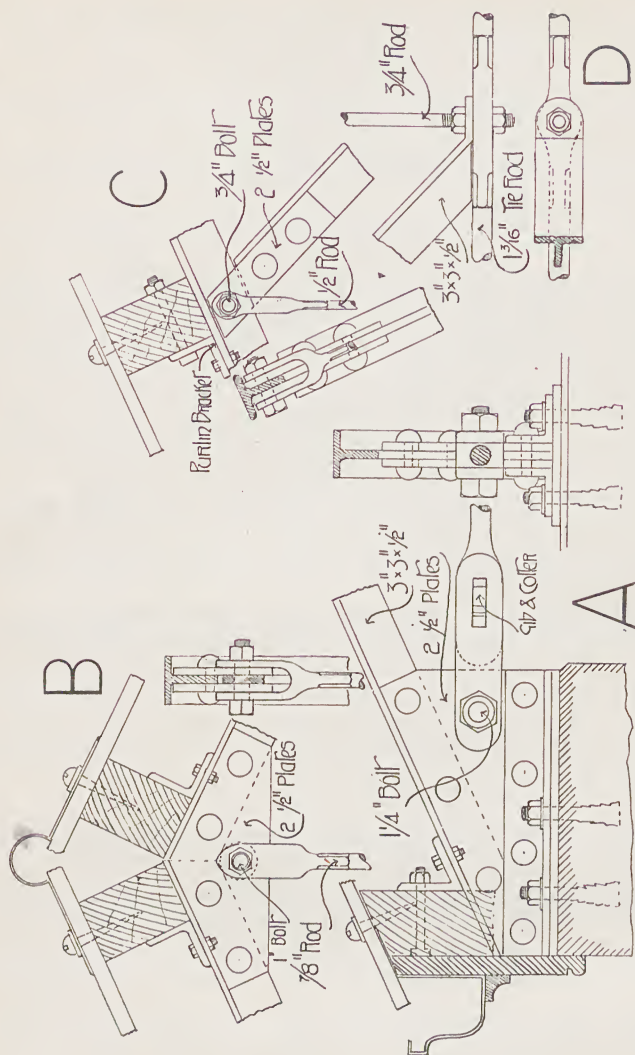 B
1" Bolt
7/8" Rod
2 1/2" Plates
C
Purlin Bracket
3/4" Bolt
2 1/2" Plates
1/2" Rod
3" × 3" × 1/2"
3/4" Rod
1 3/16" Tie Rod
D
A
1 1/4" Bolt
3" × 3" × 1/2"
2 1/2" Plates
Gib & Cotter